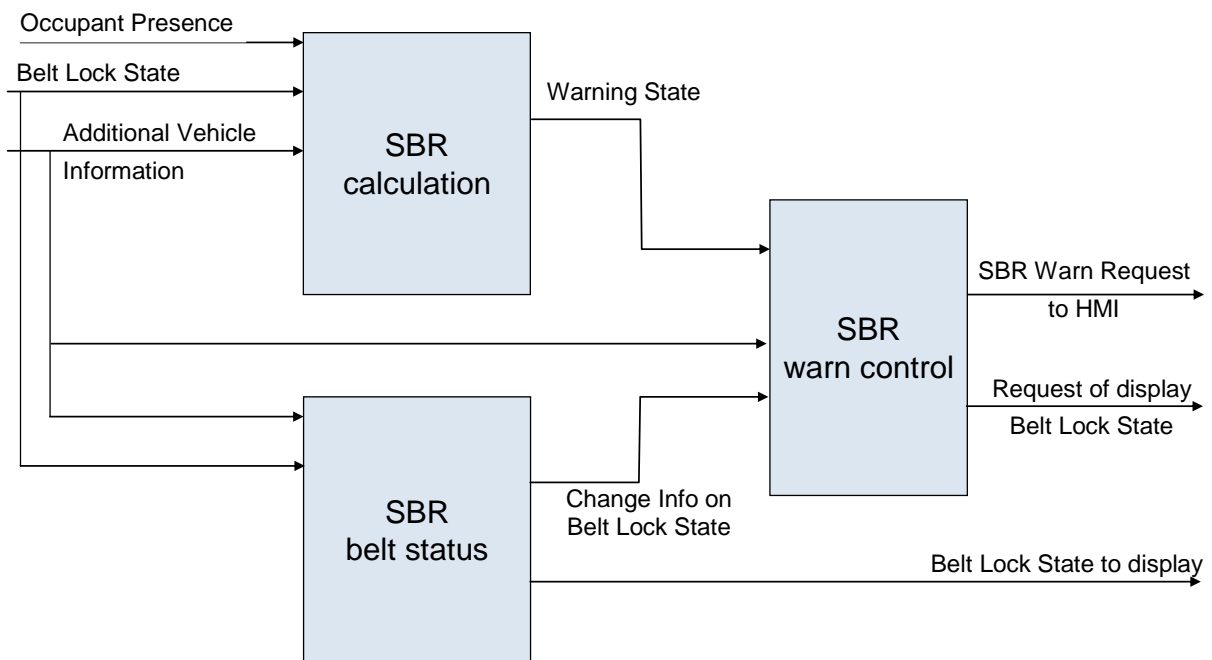 Occupant Presence
Belt Lock State
Additional Vehicle
Information
SBR
calculation
Warning State
SBR
warn control
SBR Warn Request
to HMI
Request of display
Belt Lock State
SBR
belt status
Change Info on
Belt Lock State
Belt Lock State to display